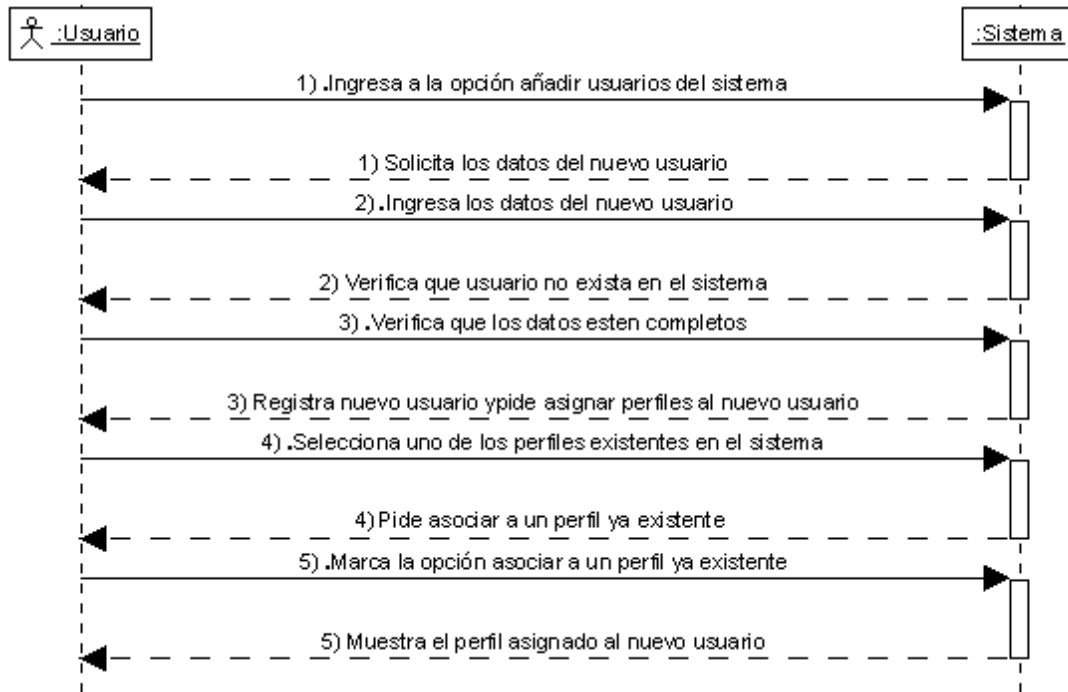 :Usuario
:Sistema
1) .Ingresa a la opción añadir usuarios del sistema
1) Solicita los datos del nuevo usuario
2) .Ingresa los datos del nuevo usuario
2) Verifica que usuario no exista en el sistema
3) .Verifica que los datos esten completos
3) Registra nuevo usuario ypide asignar perfiles al nuevo usuario
4) .Selecciona uno de los perfiles existentes en el sistema
4) Pide asociar a un perfil ya existente
5) .Marca la opción asociar a un perfil ya existente
5) Muestra el perfil asignado al nuevo usuario